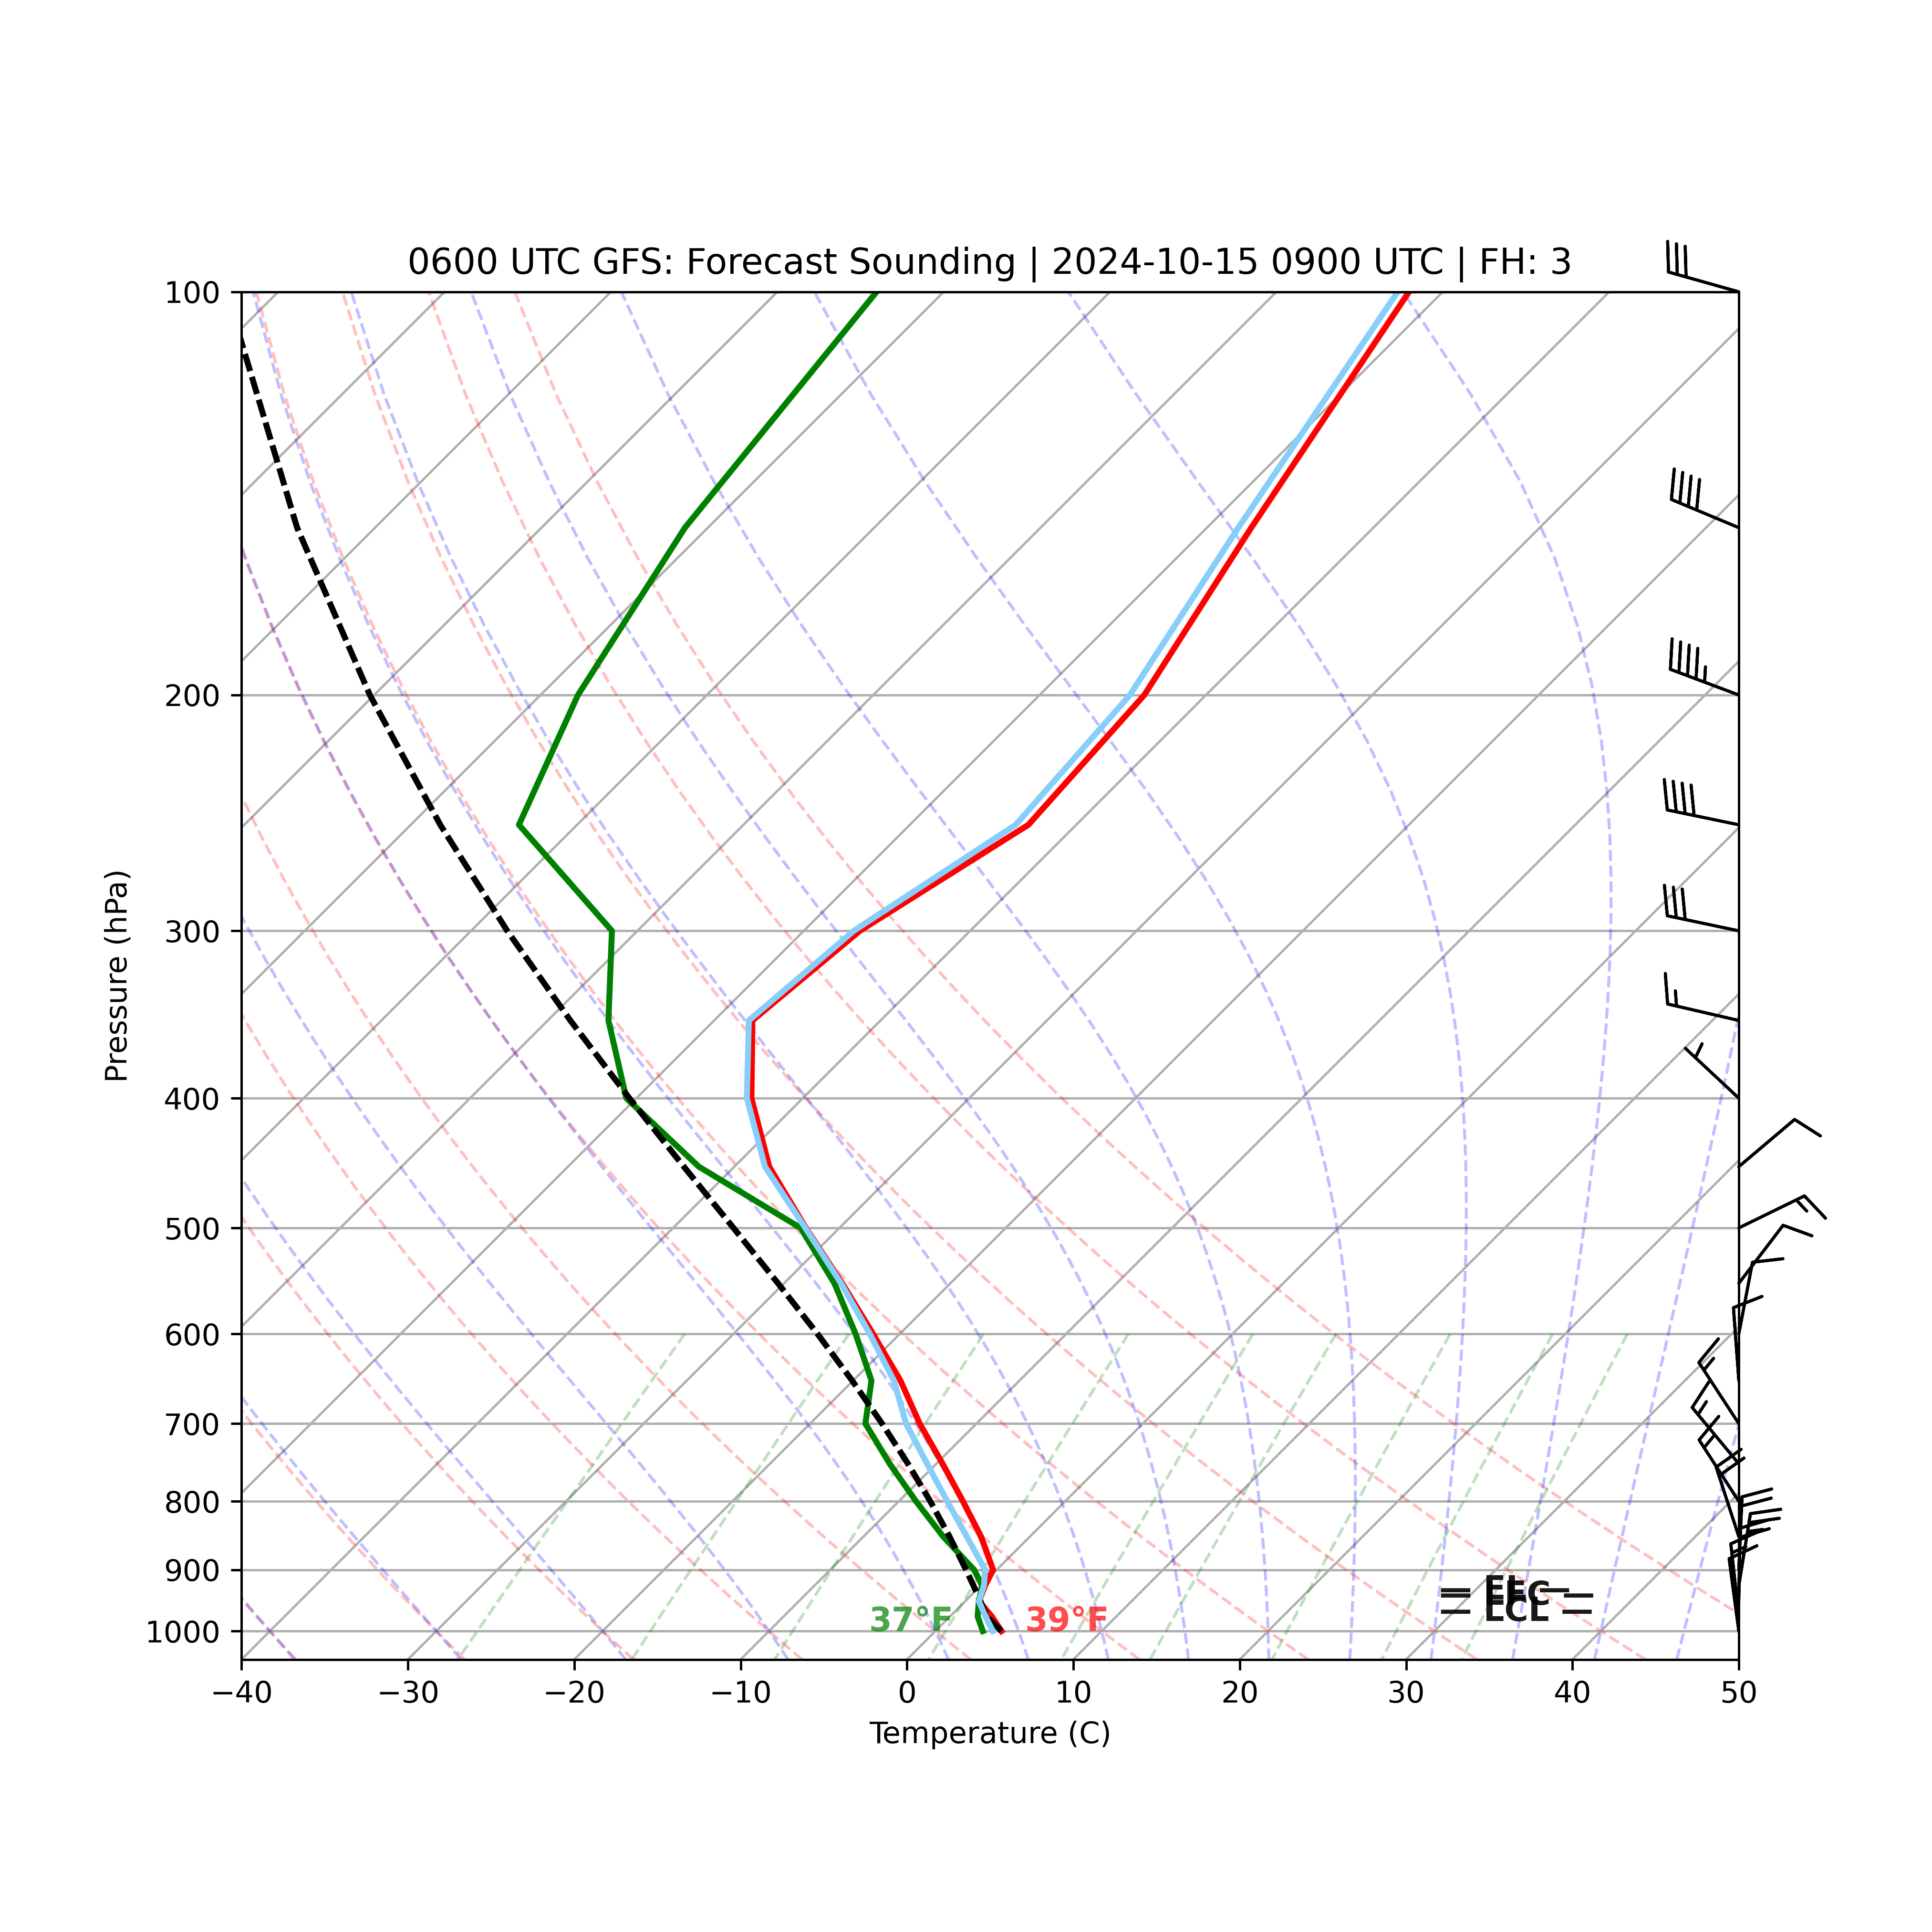 0600 UTC GFS: Forecast Sounding | 2024-10-15 0900 UTC | FH: 3
100
200
300
400
500
600
700
800
900
1000
Pressure (hPa)
— EL —
— LFC —
— LCL —
37°F
39°F
−40 −30 −20 −10 0 10 20 30 40 50
Temperature (C)